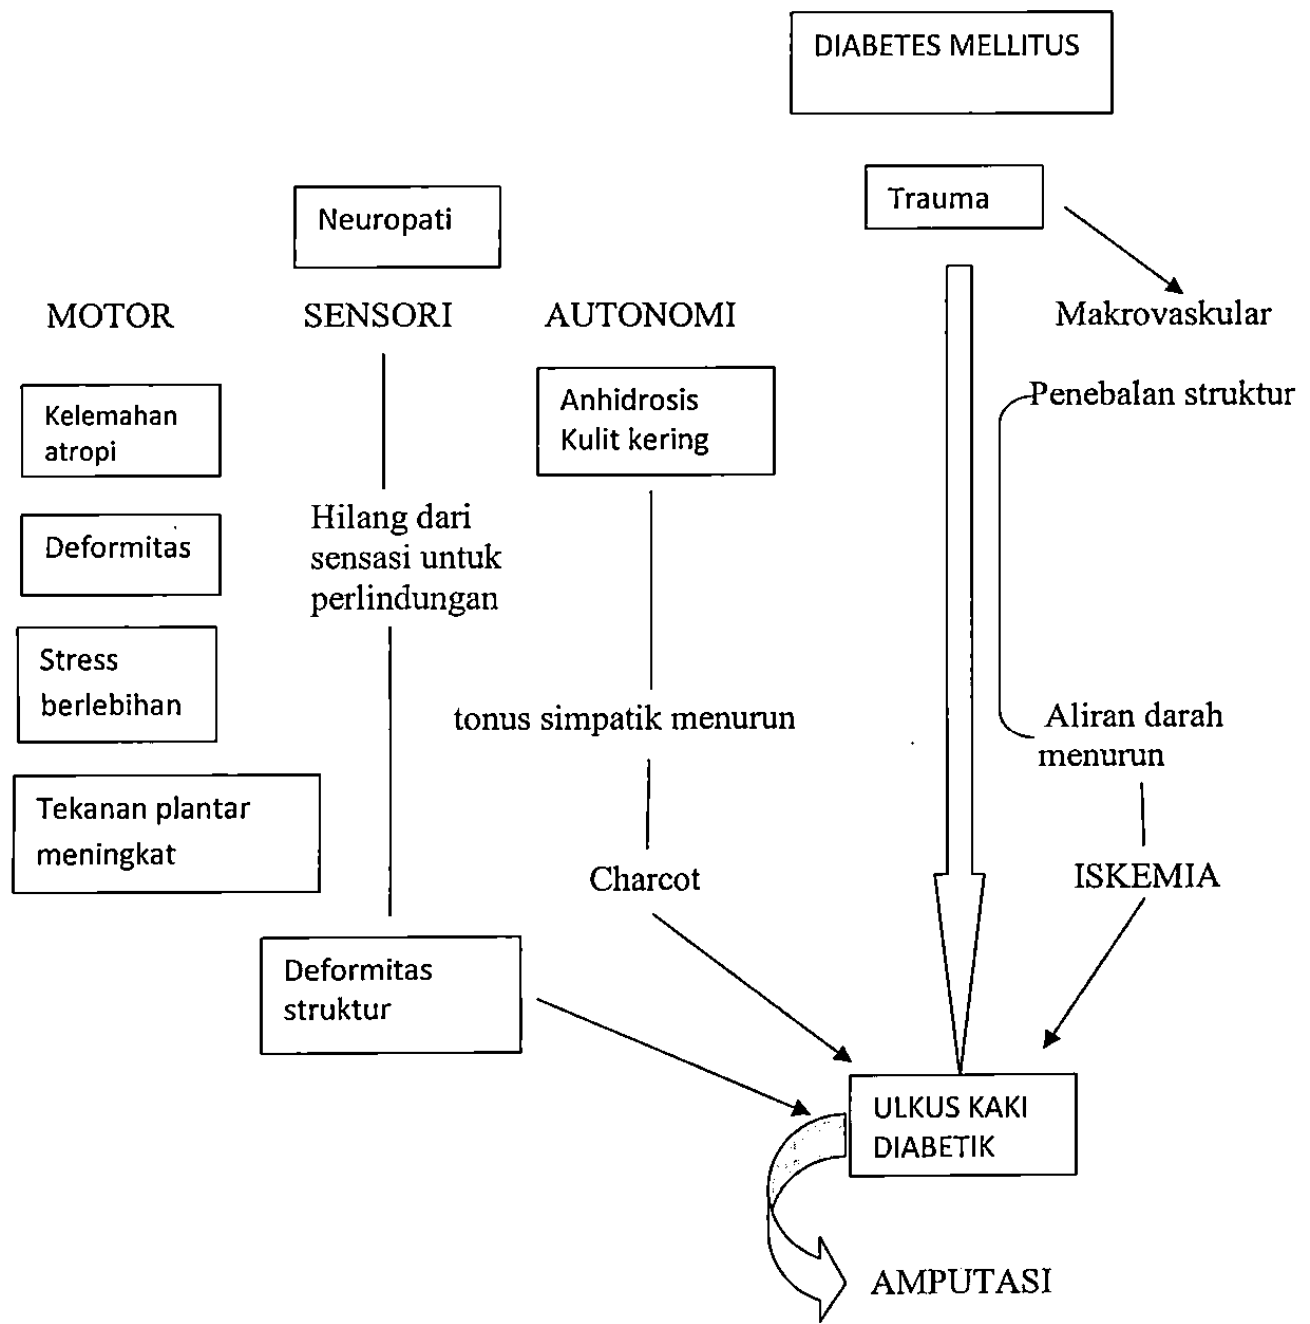 DIABETES MELLITUS
Trauma
Neuropati
MOTOR
SENSORI
AUTONOMI
Makrovaskular
Kelemahan
atropi
Anhidrosis
Kulit kering
Penebalan struktur
Deformitas
Hilang dari
sensasi untuk
perlindungan
Stress
berlebihan
tonus simpatik menurun
Aliran darah
menurun
Tekanan plantar
meningkat
Charcot
ISKEMIA
Deformitas
struktur
ULKUS KAKI
DIABETIK
AMPUTASI